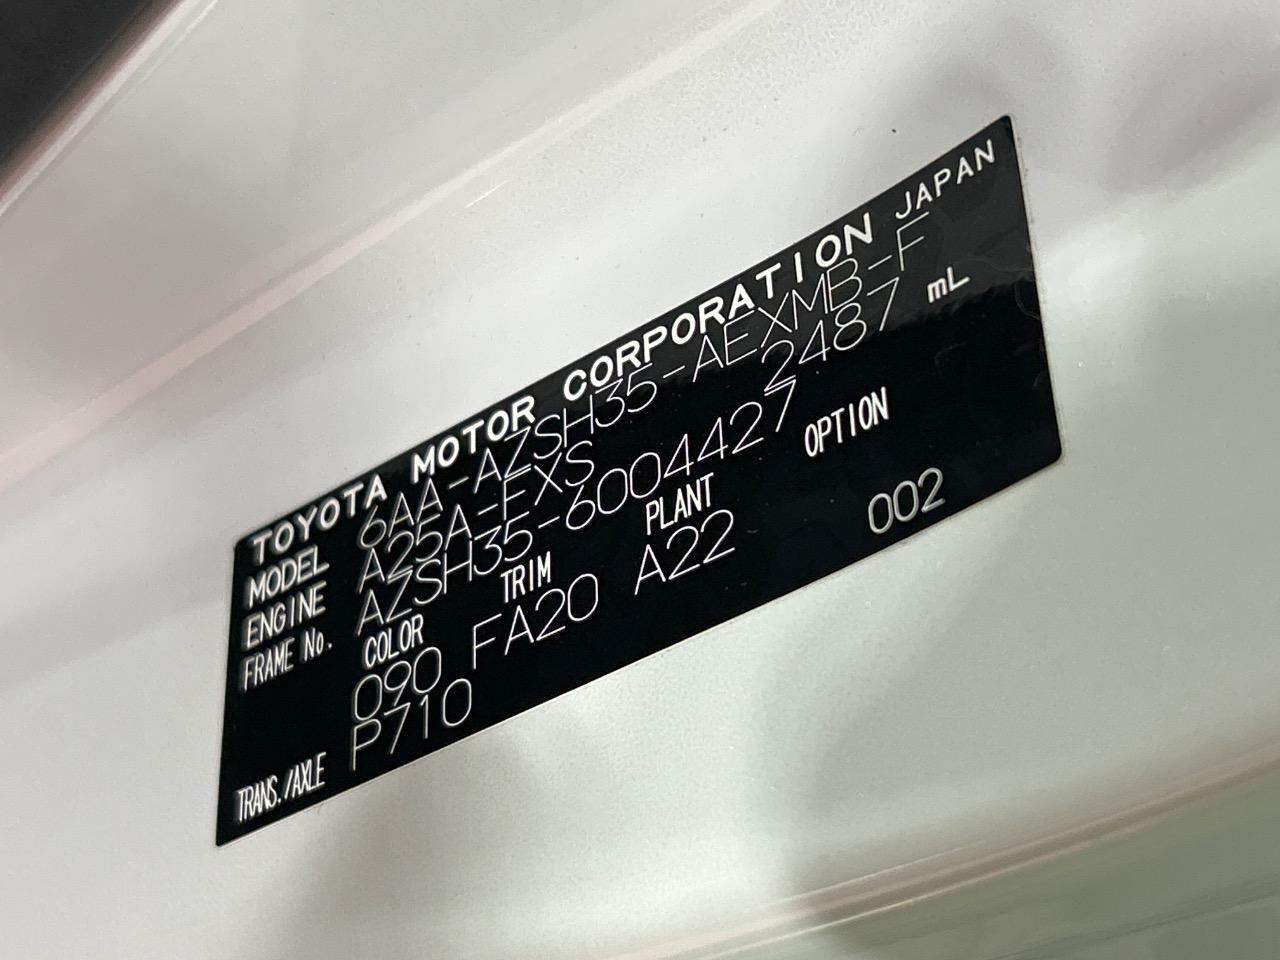 TOYOTA MOTOR CORPORATION JAPAN
MODEL 6AA-AZSH35-AEXMB-F
ENGINE A25A-FXS 2487 mL
FRAME No. AZSH35-6004427
COLOR TRIM PLANT OPTION
090 FA20 A22 002
TRANS./AXLE P710